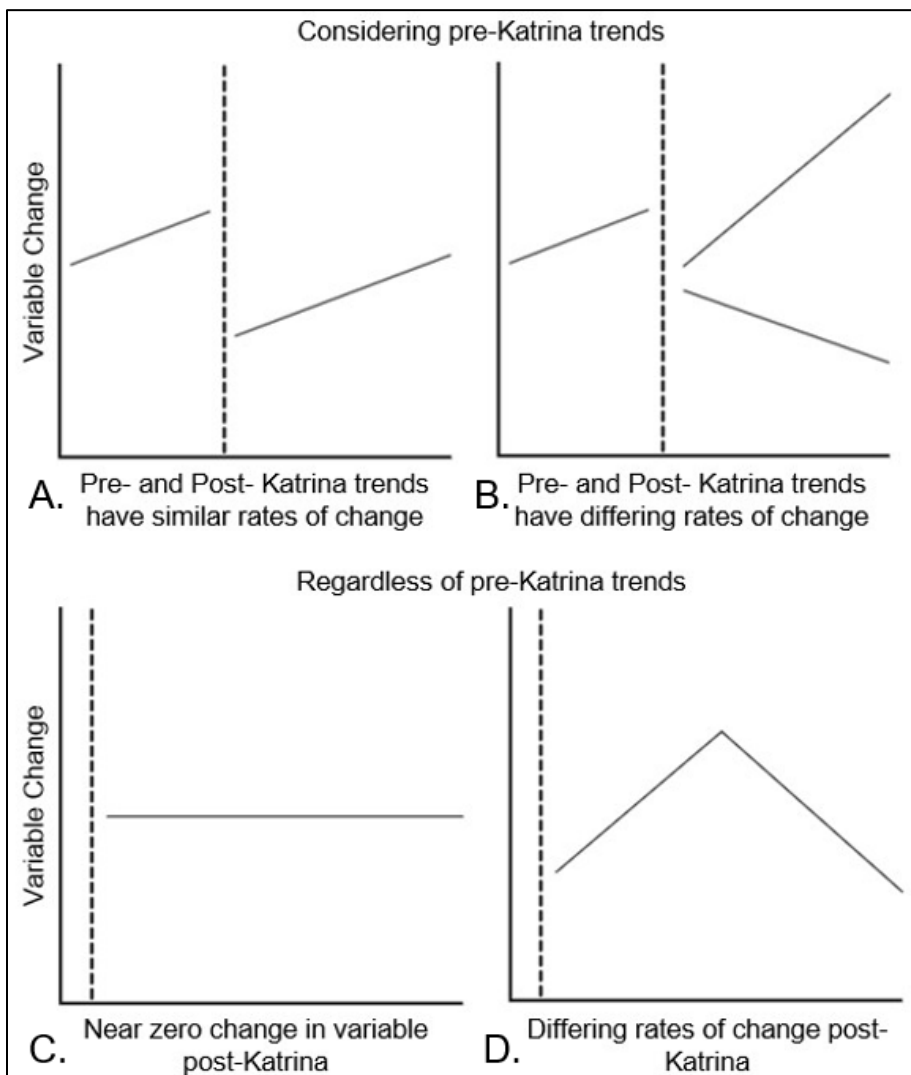 Considering pre-Katrina trends
Variable Change
A. Pre- and Post- Katrina trends
have similar rates of change
B. Pre- and Post- Katrina trends
have differing rates of change
Regardless of pre-Katrina trends
Variable Change
C. Near zero change in variable
post-Katrina
D. Differing rates of change post-
Katrina